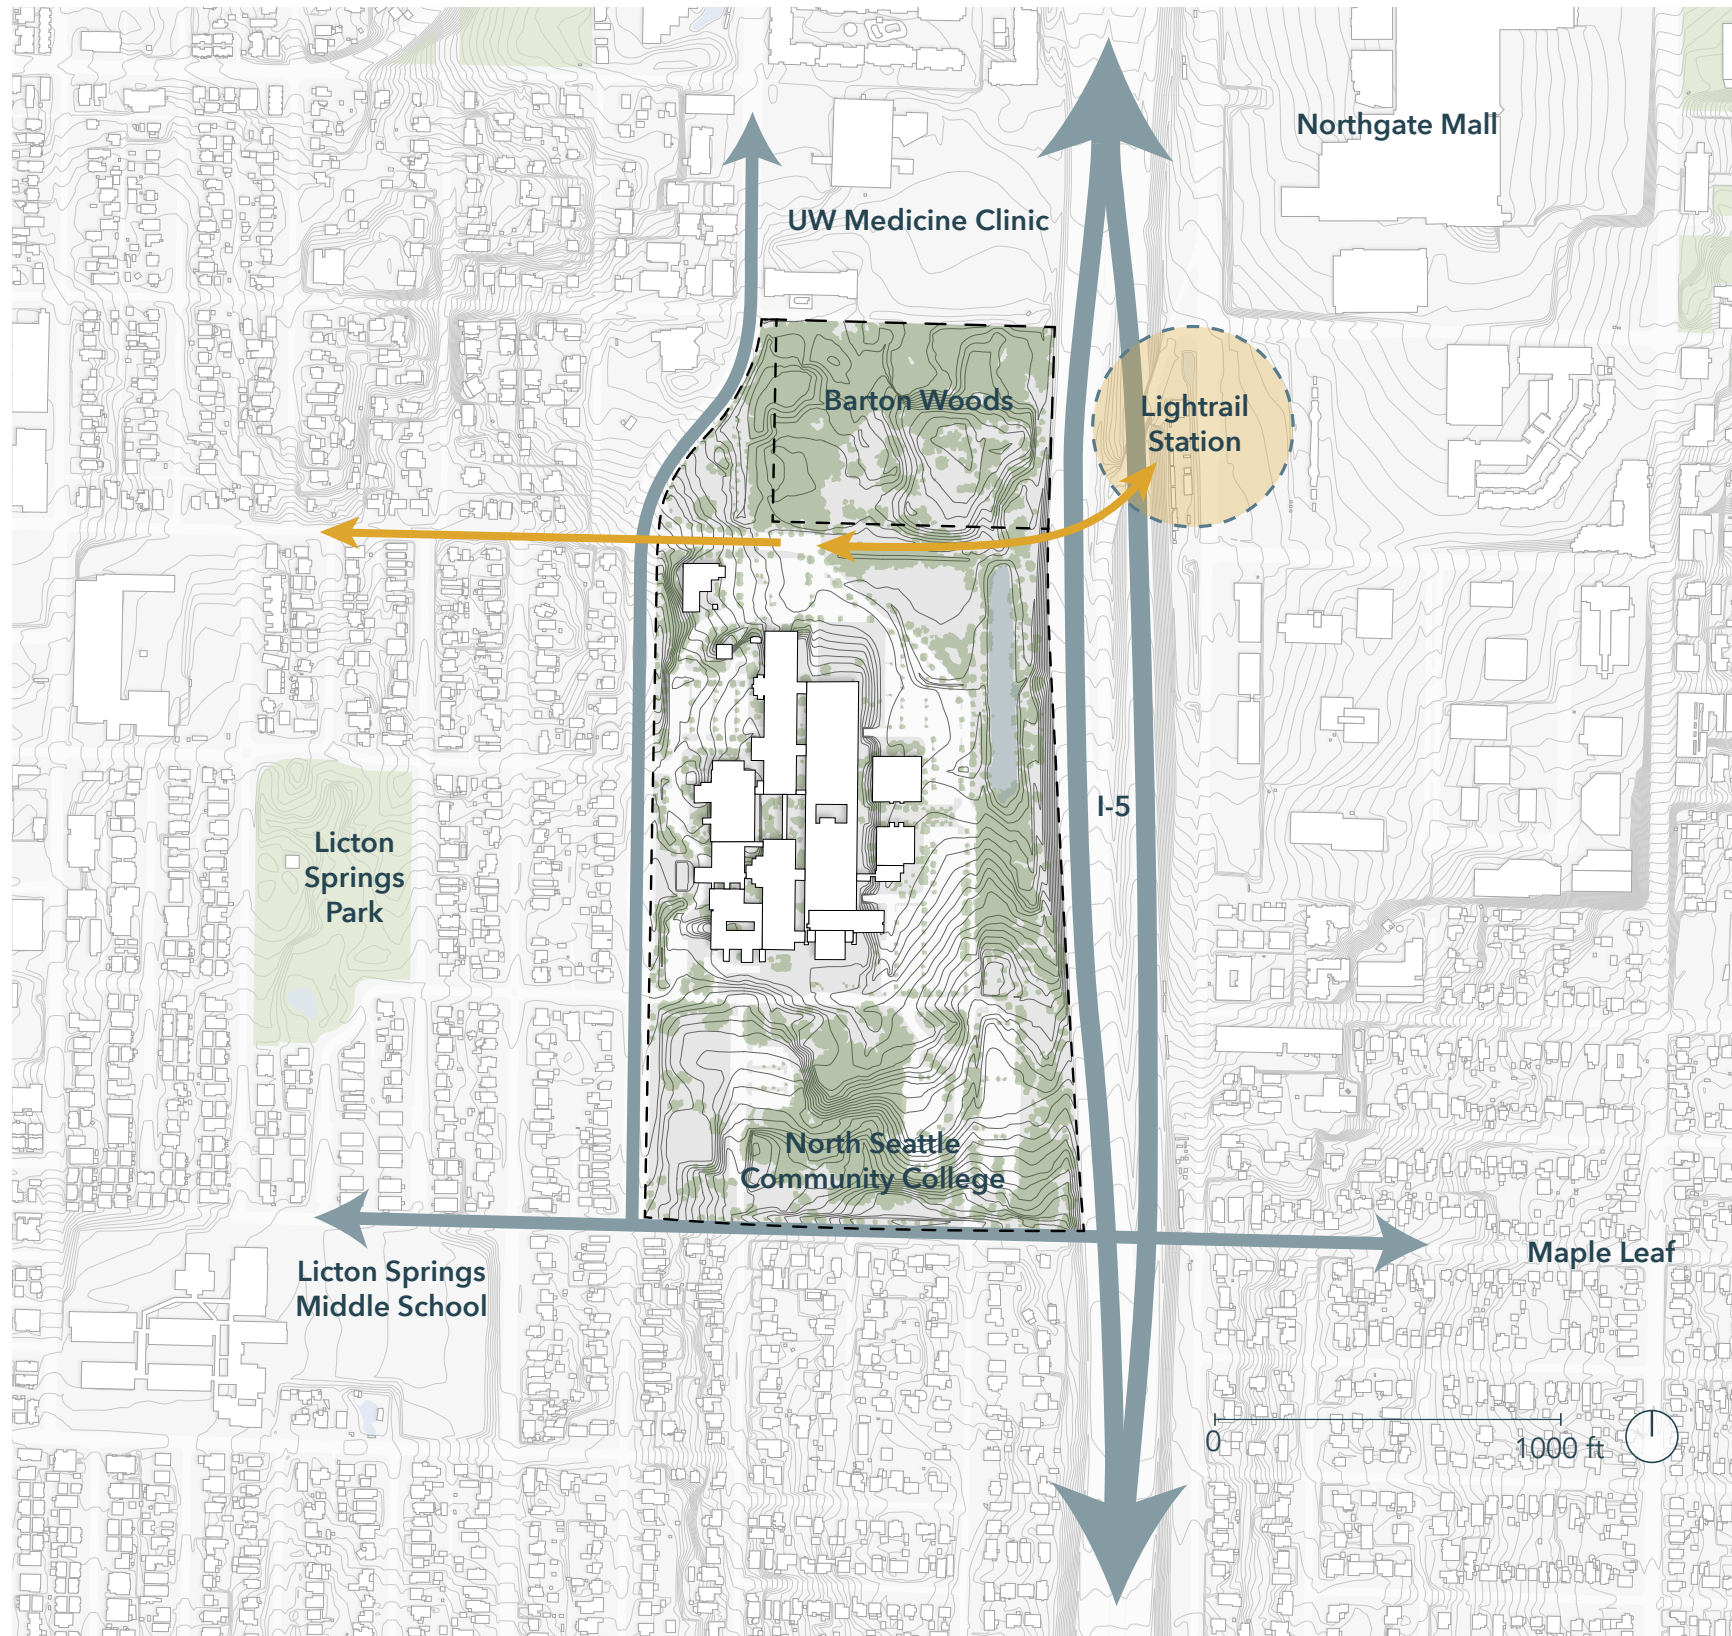 Northgate Mall
UW Medicine Clinic
Barton Woods
Lightrail
Station
I-5
Licton
Springs
Park
North Seattle
Community College
Licton Springs
Middle School
Maple Leaf
0
1000 ft